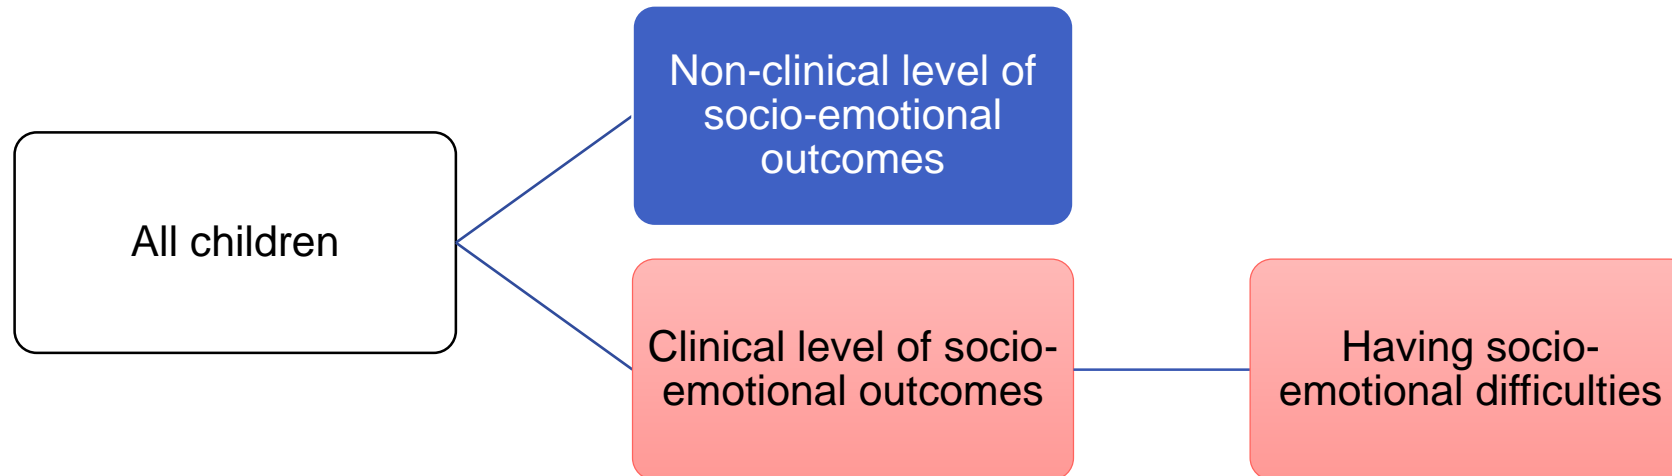 All children
Non-clinical level of
socio-emotional
outcomes
Clinical level of socio-
emotional outcomes
Having socio-
emotional difficulties